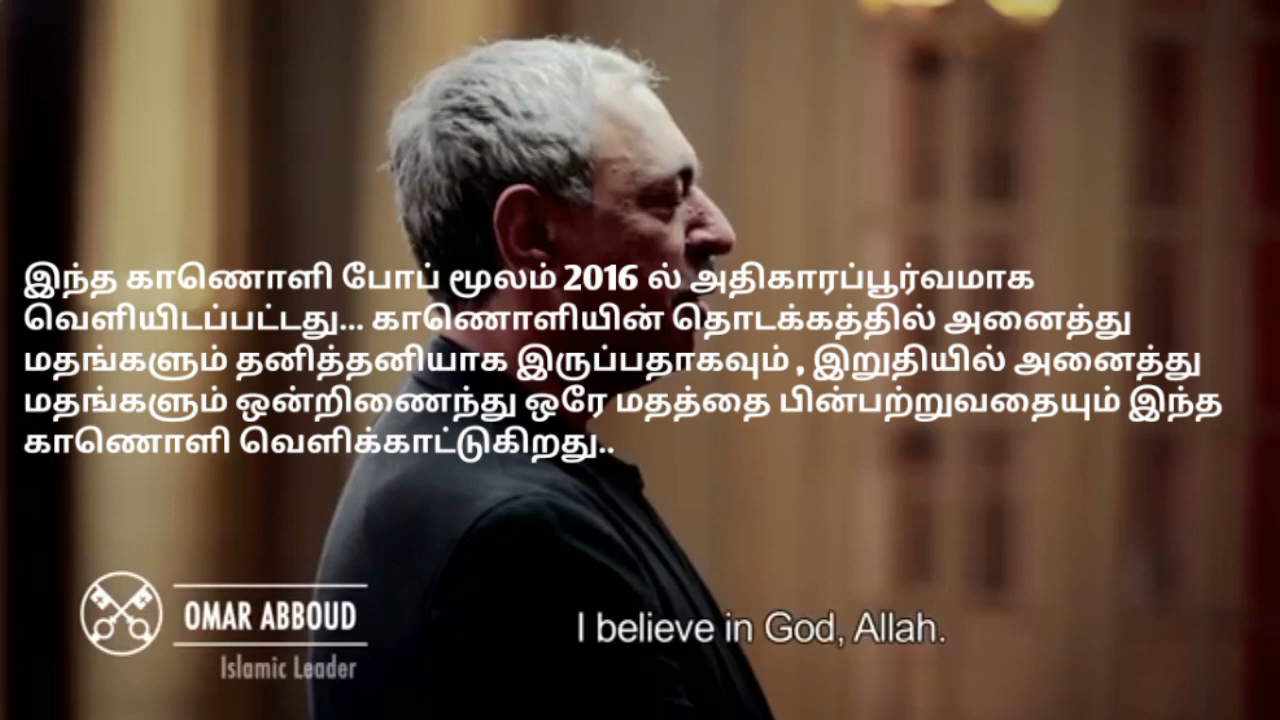 இந்த காணொளி போப் மூலம் 2016 ல் அதிகாரப்பூர்வமாக
வெளியிடப்பட்டது... காணொளியின் தொடக்கத்தில் அனைத்து
மதங்களும் தனித்தனியாக இருப்பதாகவும் , இறுதியில் அனைத்து
மதங்களும் ஒன்றிணைந்து ஒரே மதத்தை பின்பற்றுவதையும் இந்த
காணொளி வெளிக்காட்டுகிறது..
OMAR ABBOUD
Islamic Leader
I believe in God, Allah.